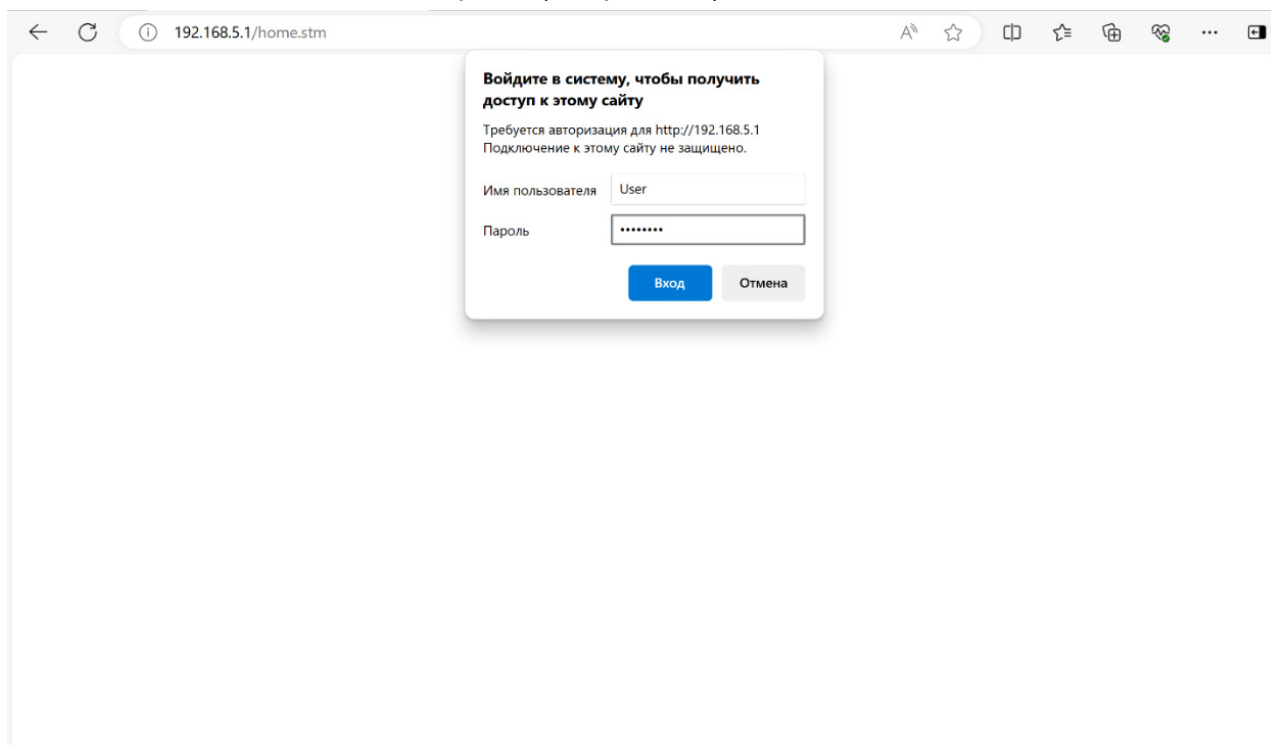 192.168.5.1/home.stm
Войдите в систему, чтобы получить
доступ к этому сайту
Требуется авторизация для http://192.168.5.1
Подключение к этому сайту не защищено.
Имя пользователя User
Пароль ••••••••
Вход Отмена